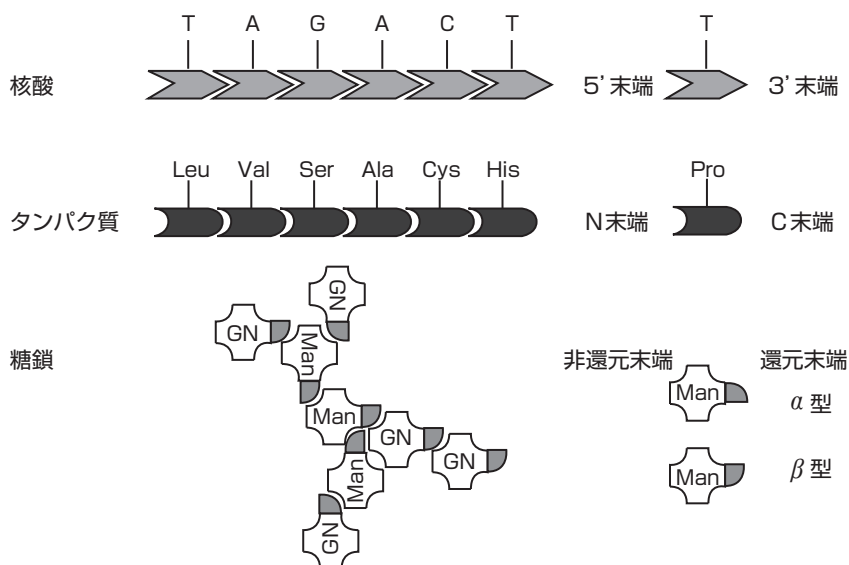 T A G A C T T
核酸 5’末端 3’末端
Leu Val Ser Ala Cys His Pro
タンパク質 N末端 C末端
GN
GN
Man
糖鎖 非還元末端 還元末端
Man α型
Man
GN
GN
Man β型
Man
GN